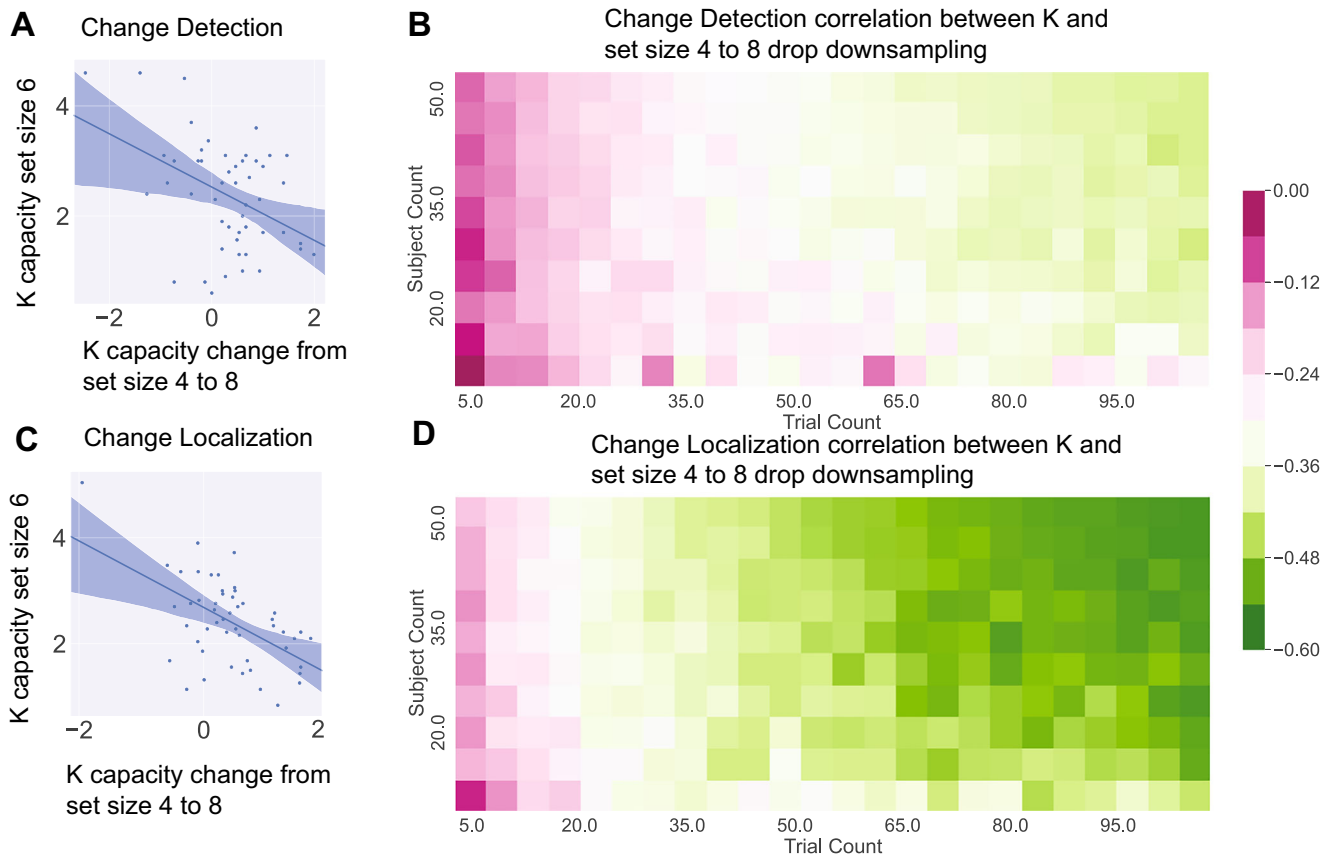 A
Change Detection
K capacity set size 6
4
2
−2
0
2
K capacity change from
set size 4 to 8
B
Change Detection correlation between K and
set size 4 to 8 drop downsampling
Subject Count
50.0
35.0
20.0
5.0
20.0
35.0
50.0
65.0
80.0
95.0
Trial Count
0.00
−0.12
−0.24
−0.36
−0.48
−0.60
C
Change Localization
K capacity set size 6
4
2
−2
0
2
K capacity change from
set size 4 to 8
D
Change Localization correlation between K and
set size 4 to 8 drop downsampling
Subject Count
50.0
35.0
20.0
5.0
20.0
35.0
50.0
65.0
80.0
95.0
Trial Count